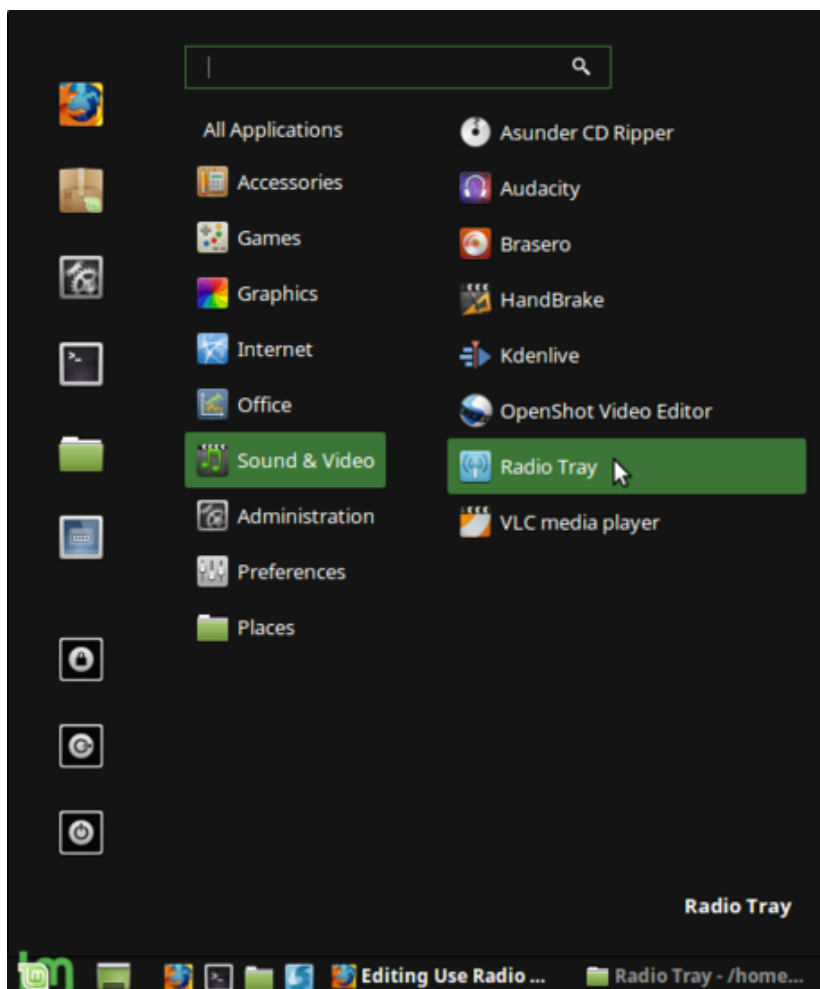 All Applications
Accessories
Games
Graphics
Internet
Office
Sound & Video
Administration
Preferences
Places
Asunder CD Ripper
Audacity
Brasero
HandBrake
Kdenlive
OpenShot Video Editor
Radio Tray
VLC media player
Radio Tray
Editing Use Radio ...
Radio Tray - /home...